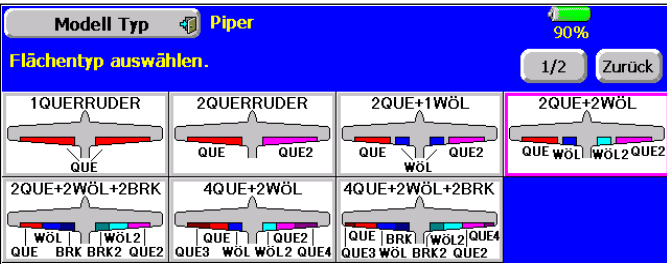 Modell Typ Piper
90%
Flächentyp auswählen.
1/2 Zurück
1QUERRUDER 2QUERRUDER 2QUE+1WÖL 2QUE+2WÖL
QUE
QUE QUE2
QUE WÖL QUE2
QUE WÖL WÖL2 QUE2
2QUE+2WÖL+2BRK 4QUE+2WÖL 4QUE+2WÖL+2BRK
WÖL WÖL2
QUE BRK BRK2 QUE2
QUE QUE2
QUE3 WÖL WÖL2 QUE4
QUE BRK WÖL2 QUE4
QUE3 WÖL BRK2 QUE2